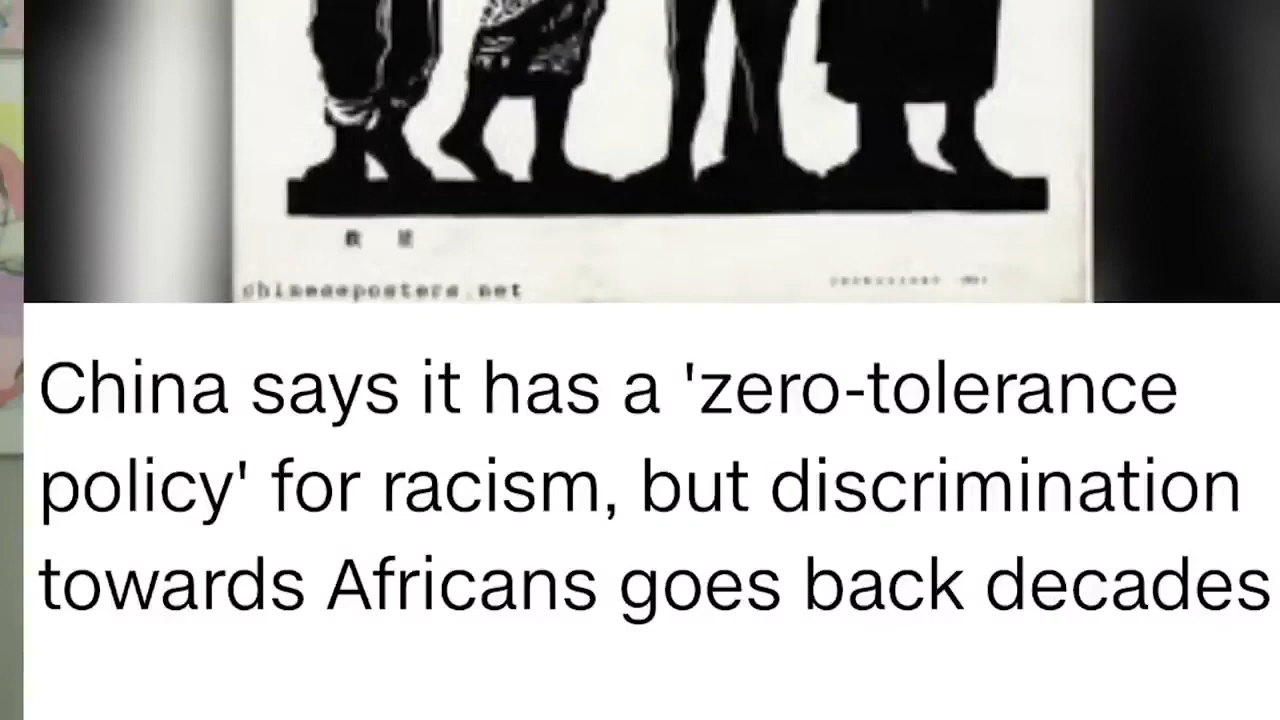 chineseposters.net
China says it has a 'zero-tolerance
policy' for racism, but discrimination
towards Africans goes back decades